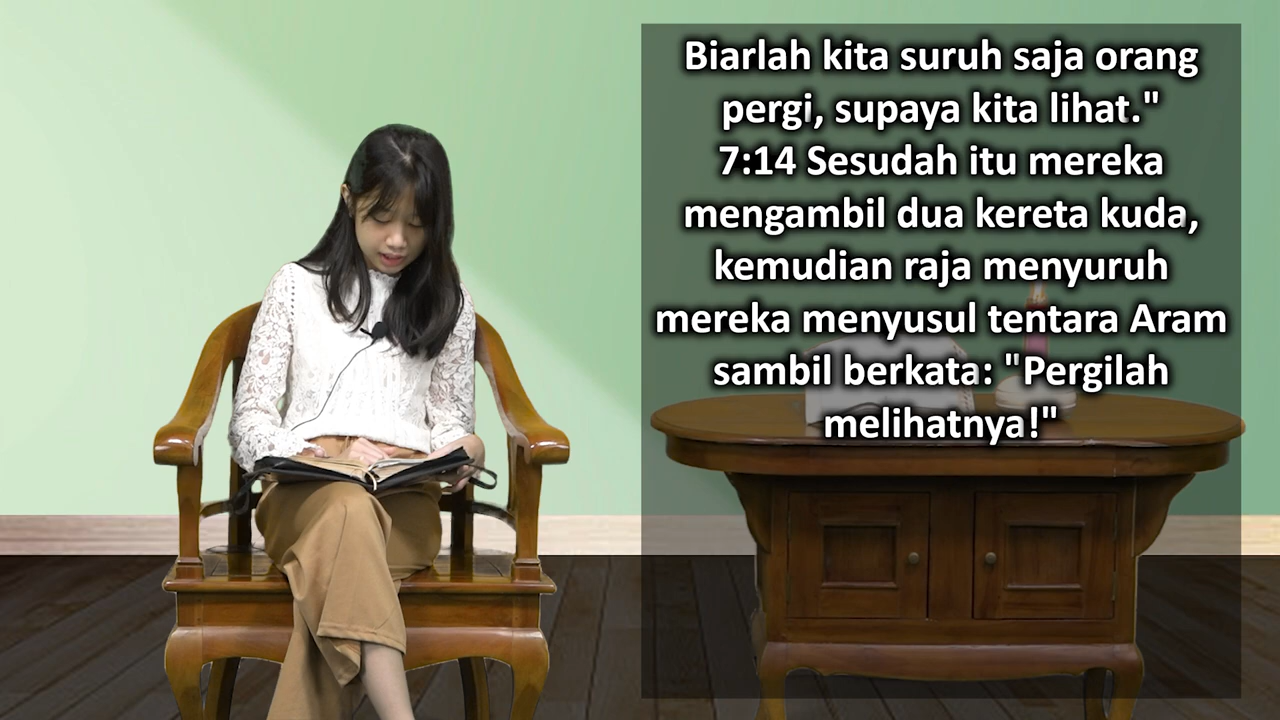 Biarlah kita suruh saja orang
pergi, supaya kita lihat."
7:14 Sesudah itu mereka
mengambil dua kereta kuda,
kemudian raja menyuruh
mereka menyusul tentara Aram
sambil berkata: "Pergilah
melihatnya!"